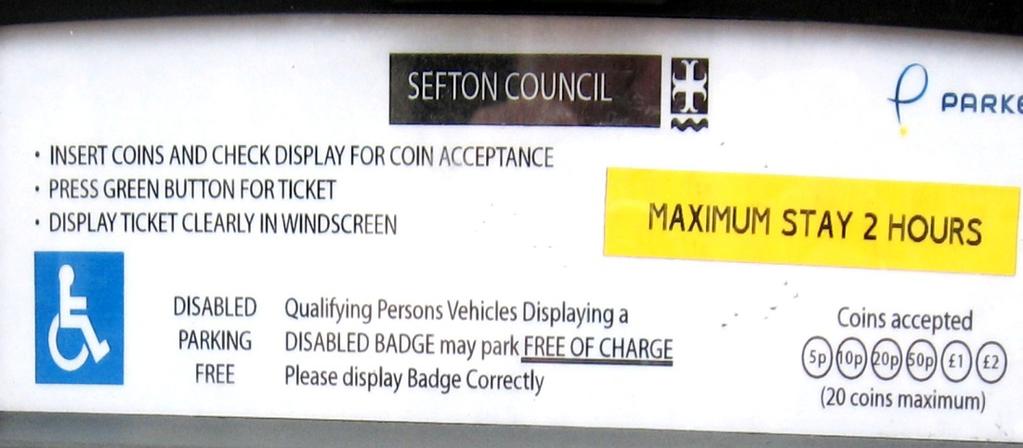 SEFTON COUNCIL
PARKE
• INSERT COINS AND CHECK DISPLAY FOR COIN ACCEPTANCE
• PRESS GREEN BUTTON FOR TICKET
• DISPLAY TICKET CLEARLY IN WINDSCREEN
MAXIMUM STAY 2 HOURS
DISABLED
PARKING
FREE
Qualifying Persons Vehicles Displaying a
DISABLED BADGE may park FREE OF CHARGE
Please display Badge Correctly
Coins accepted
5p 10p 20p 50p £1 £2
(20 coins maximum)